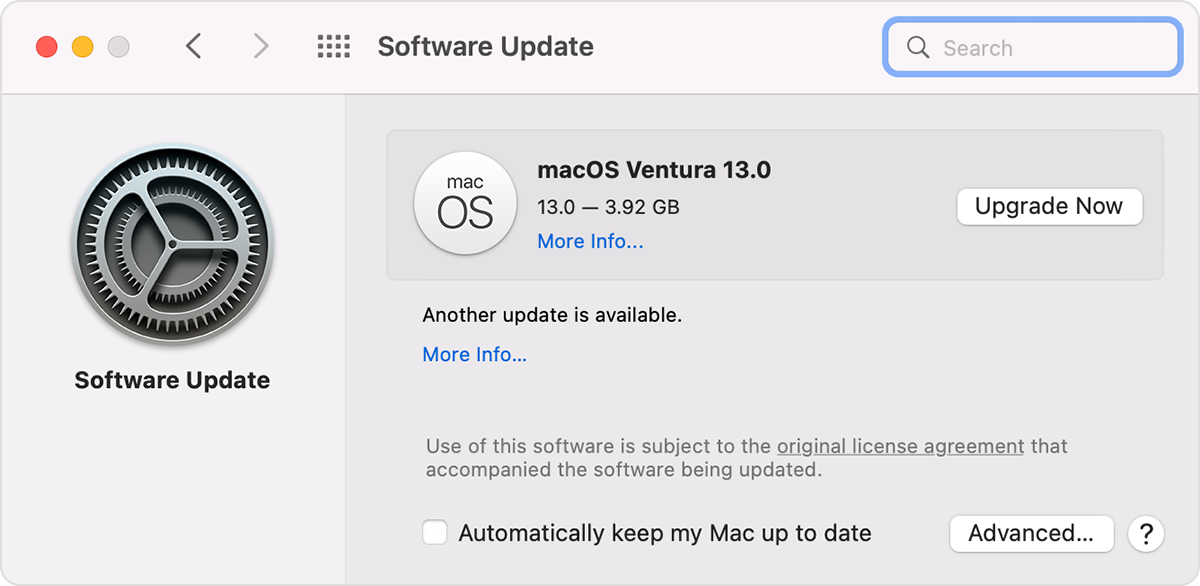 Software Update
Search
mac
OS
macOS Ventura 13.0
13.0 — 3.92 GB
More Info...
Upgrade Now
Software Update
Another update is available.
More Info...
Use of this software is subject to the original license agreement that
accompanied the software being updated.
Automatically keep my Mac up to date
Advanced...
?